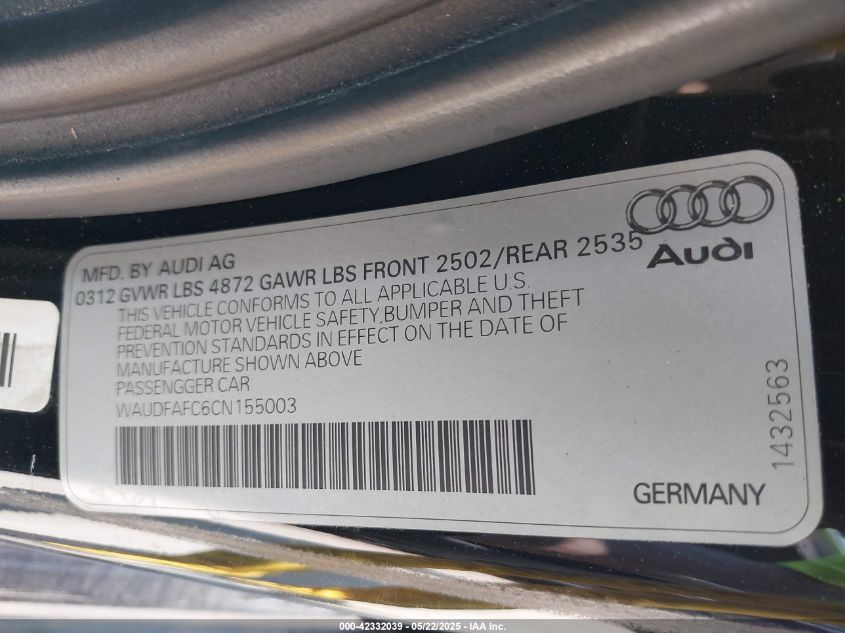 MFD. BY AUDI AG
0312 GVWR LBS 4872 GAWR LBS FRONT 2502/REAR 2535
THIS VEHICLE CONFORMS TO ALL APPLICABLE U.S.
FEDERAL MOTOR VEHICLE SAFETY,BUMPER AND THEFT
PREVENTION STANDARDS IN EFFECT ON THE DATE OF
MANUFACTURE SHOWN ABOVE
PASSENGGER CAR
WAUDFAFC6CN155003
Audi
1432563
GERMANY
000-42332039 - 05/22/2025 - IAA Inc.